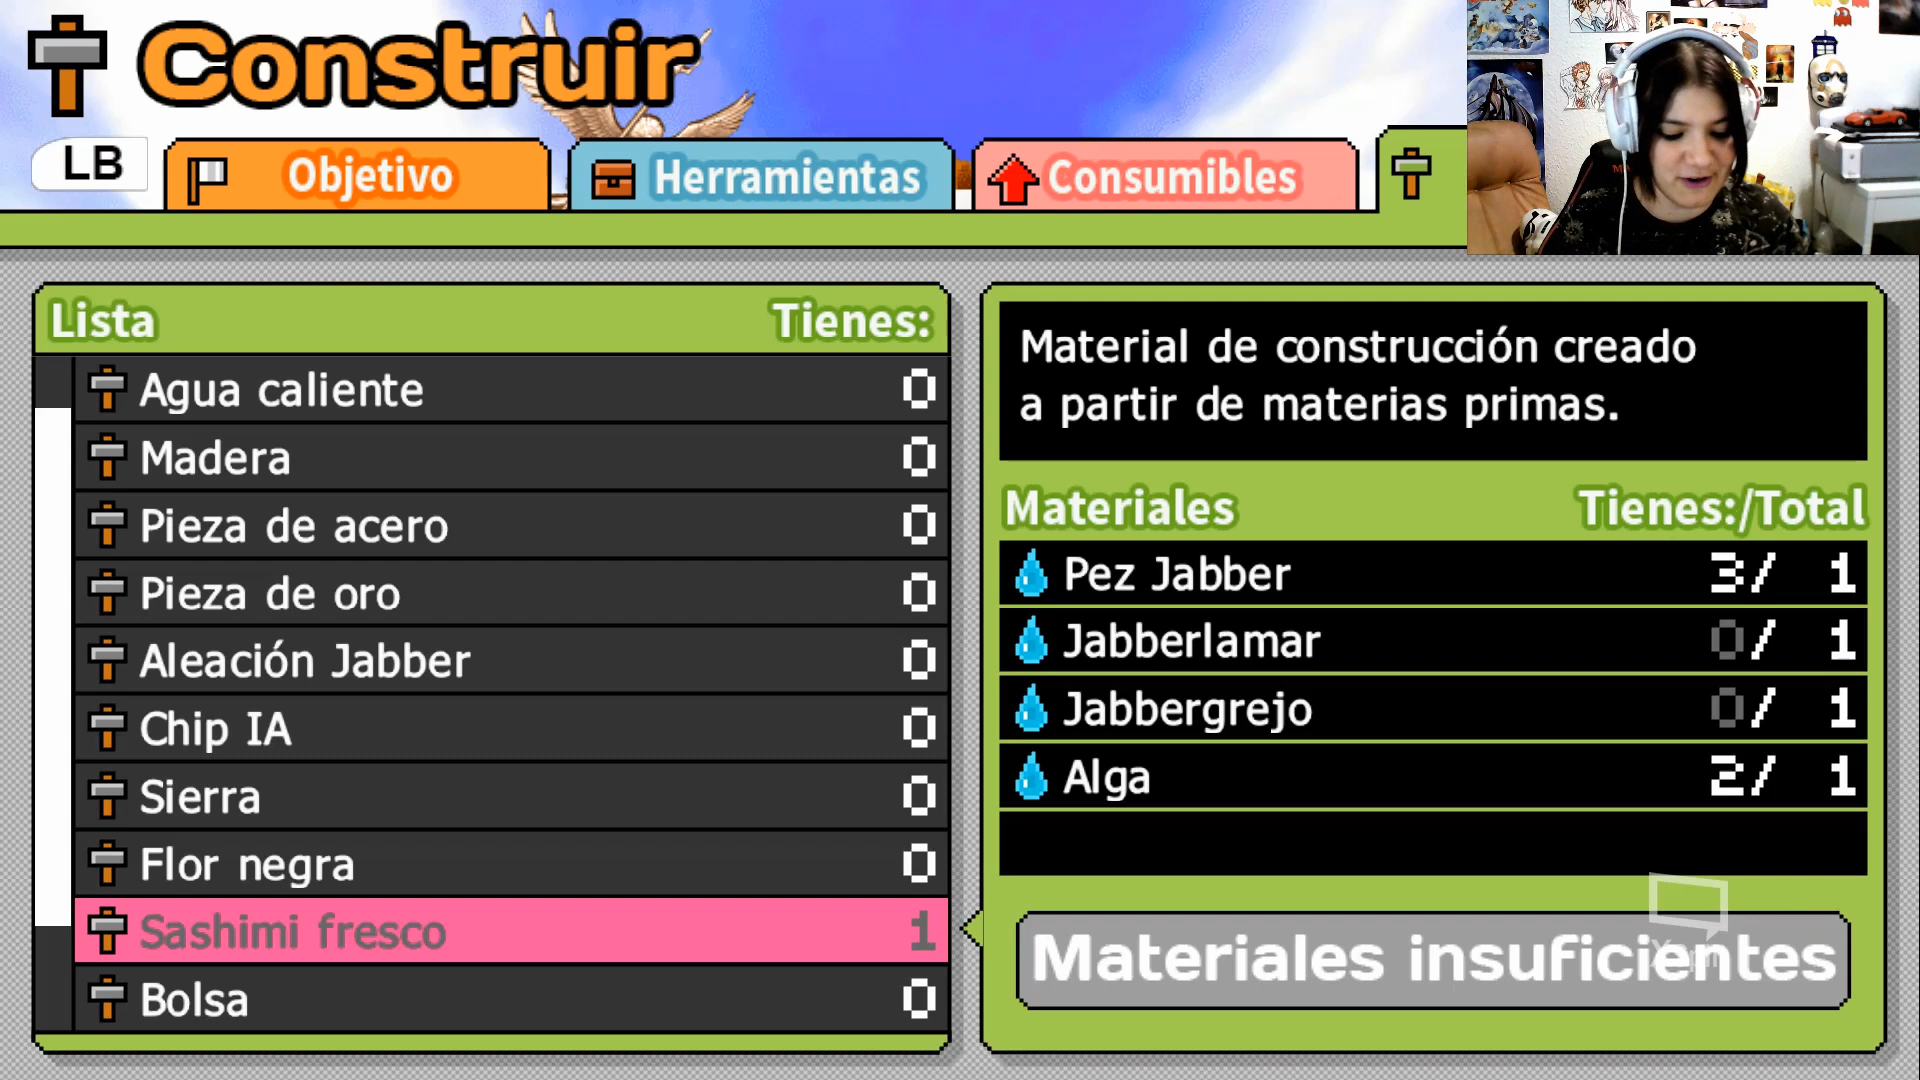 Construir
LB
Objetivo
Herramientas
Consumibles
Lista Tienes:
Agua caliente 0
Madera 0
Pieza de acero 0
Pieza de oro 0
Aleación Jabber 0
Chip IA 0
Sierra 0
Flor negra 0
Sashimi fresco 1
Bolsa 0
Material de construcción creado
a partir de materias primas.
Materiales Tienes:/Total
Pez Jabber 3/ 1
Jabberlamar 0/ 1
Jabbergrejo 0/ 1
Alga 2/ 1
Materiales insuficientes